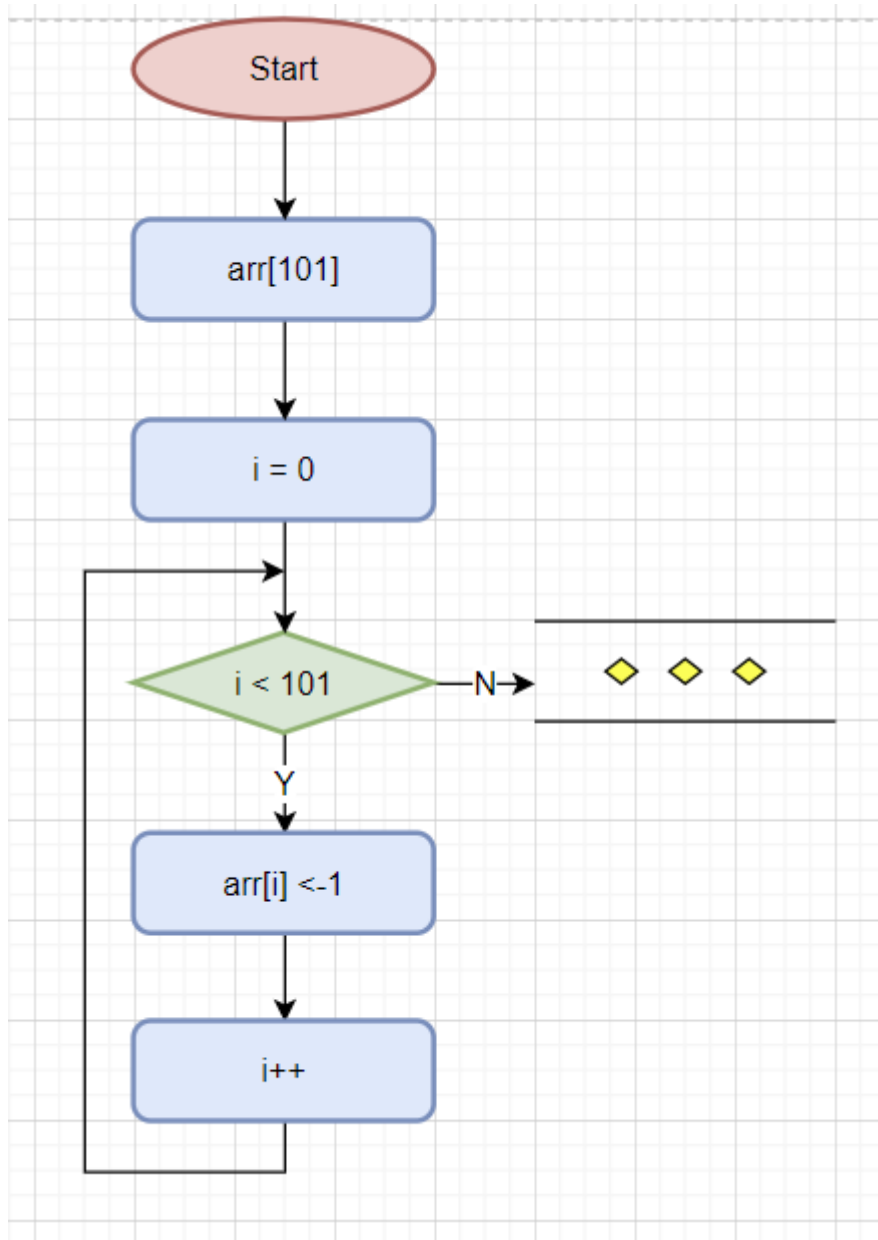 Start
arr[101]
i = 0
i < 101
N
Y
arr[i] <-1
i++